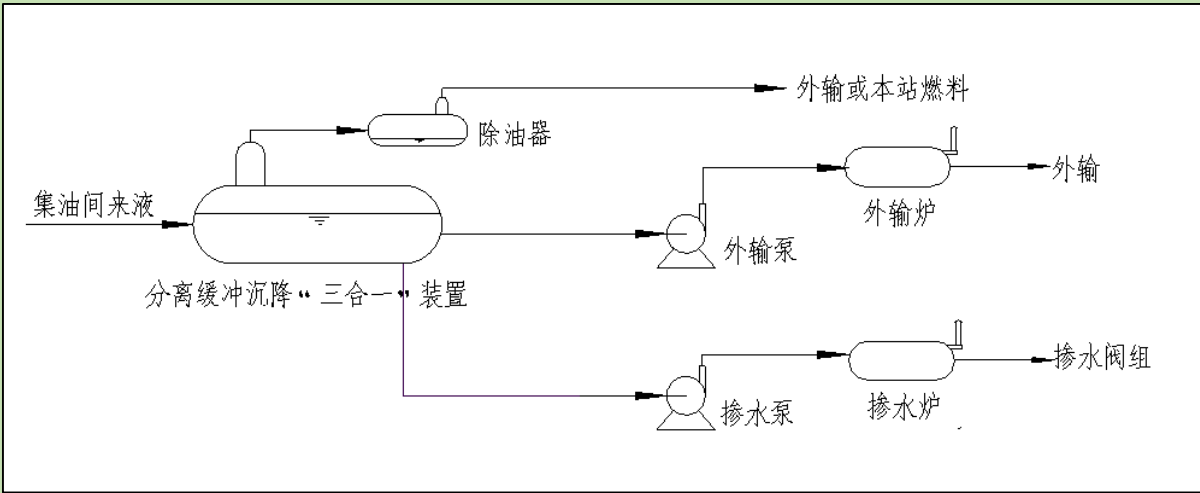 外输或本站燃料
除油器
集油间来液
外输
外输炉
外输泵
分离缓冲沉降“三合一”装置
掺水阀组
掺水炉
掺水泵